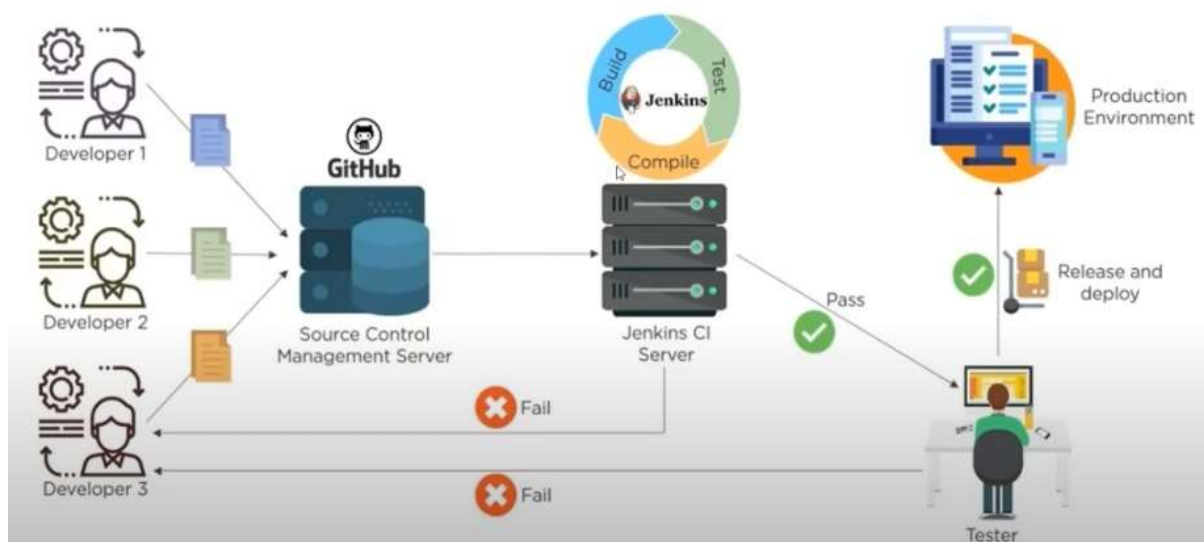 Developer 1
Developer 2
Developer 3
GitHub
Source Control
Management Server
Build
Test
Compile
Jenkins
Jenkins CI
Server
Pass
Fail
Fail
Production
Environment
Release and
deploy
Tester